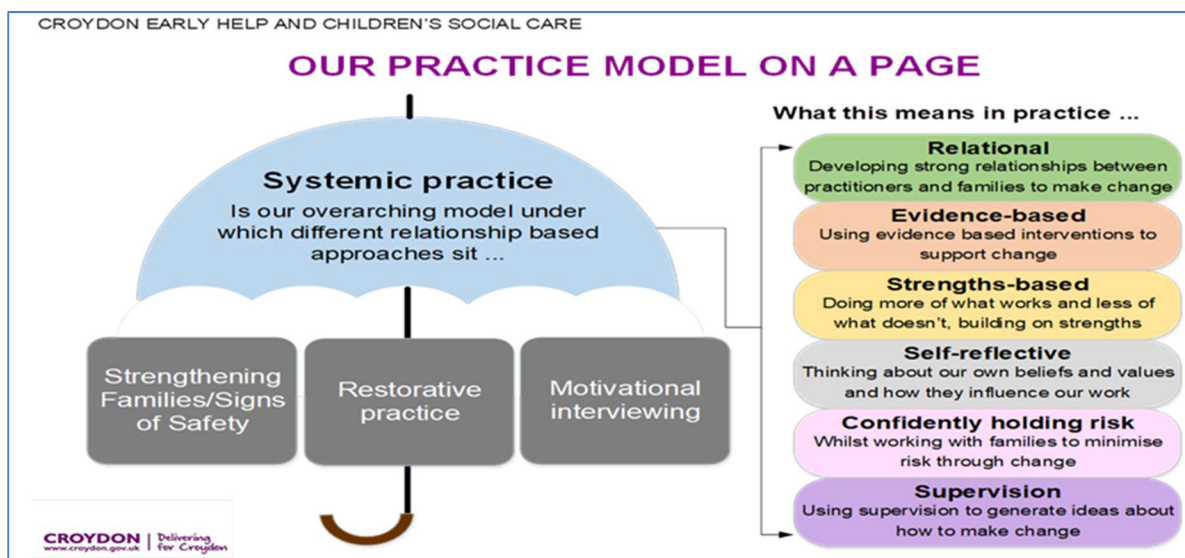 CROYDON EARLY HELP AND CHILDREN'S SOCIAL CARE
OUR PRACTICE MODEL ON A PAGE
Systemic practice
Is our overarching model under
which different relationship based
approaches sit ...
Strengthening
Families/Signs
of Safety
Restorative
practice
Motivational
interviewing
What this means in practice ...
Relational
Developing strong relationships between
practitioners and families to make change
Evidence-based
Using evidence based interventions to
support change
Strengths-based
Doing more of what works and less of
what doesn't, building on strengths
Self-reflective
Thinking about our own beliefs and values
and how they influence our work
Confidently holding risk
Whilst working with families to minimise
risk through change
Supervision
Using supervision to generate ideas about
how to make change
CROYDON
www.croydon.gov.uk
Delivering
for Croydon